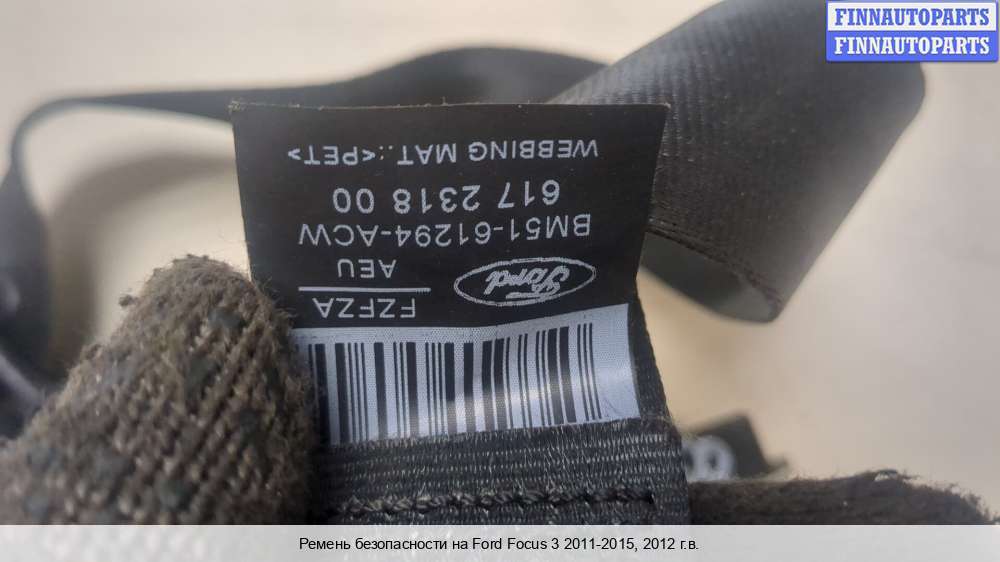 FINNAUTOPARTS
FINNAUTOPARTS
FZFZA
AEU
Ford
BM51-61294-ACW
617 2318 00
WEBBING MAT.:<PET>
Ремень безопасности на Ford Focus 3 2011-2015, 2012 г.в.